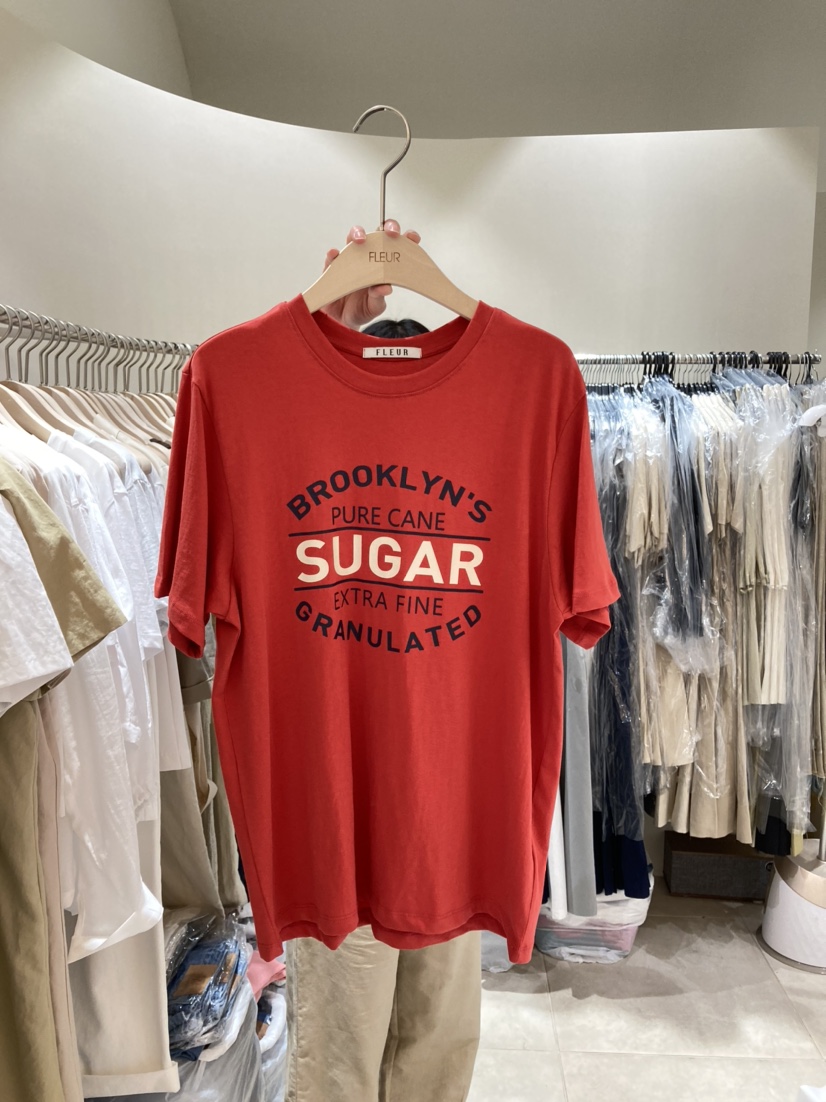 FLEUR
FLEUR
BROOKLYN'S
PURE CANE
SUGAR
EXTRA FINE
GRANULATED